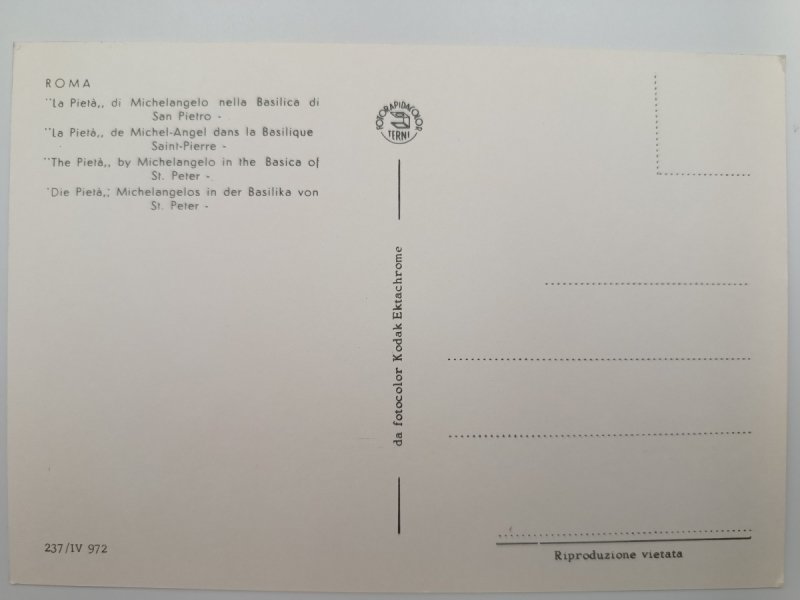 ROMA
"La Pietà„ di Michelangelo nella Basilica di
San Pietro -
"La Pietà„ de Michel-Angel dans la Basilique
Saint-Pierre -
"The Pietà„ by Michelangelo in the Basica of
St. Peter -
'Die Pietà„; Michelangelos in der Basilika von
St. Peter -
237/IV 972
FOTORAPIDACOLOR
TERNI
da fotocolor Kodak Ektachrome
Riproduzione vietata